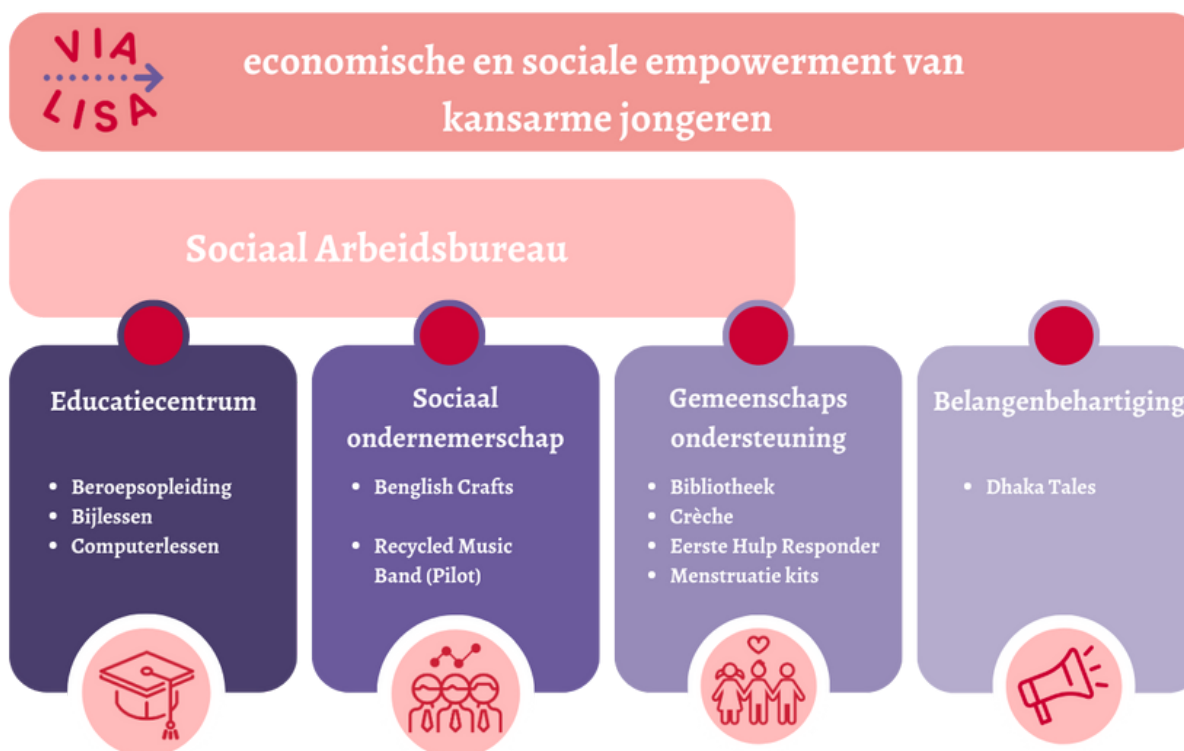 VIA
LISA
economische en sociale empowerment van
kansarme jongeren
Sociaal Arbeidsbureau
Educatiecentrum
• Beroepsopleiding
• Bijlessen
• Computerlessen
Sociaal
ondernemerschap
• Benglish Crafts
• Recycled Music
Band (Pilot)
Gemeenschaps
ondersteuning
• Bibliotheek
• Crèche
• Eerste Hulp Responder
• Menstruatie kits
Belangenbehartiging
• Dhaka Tales